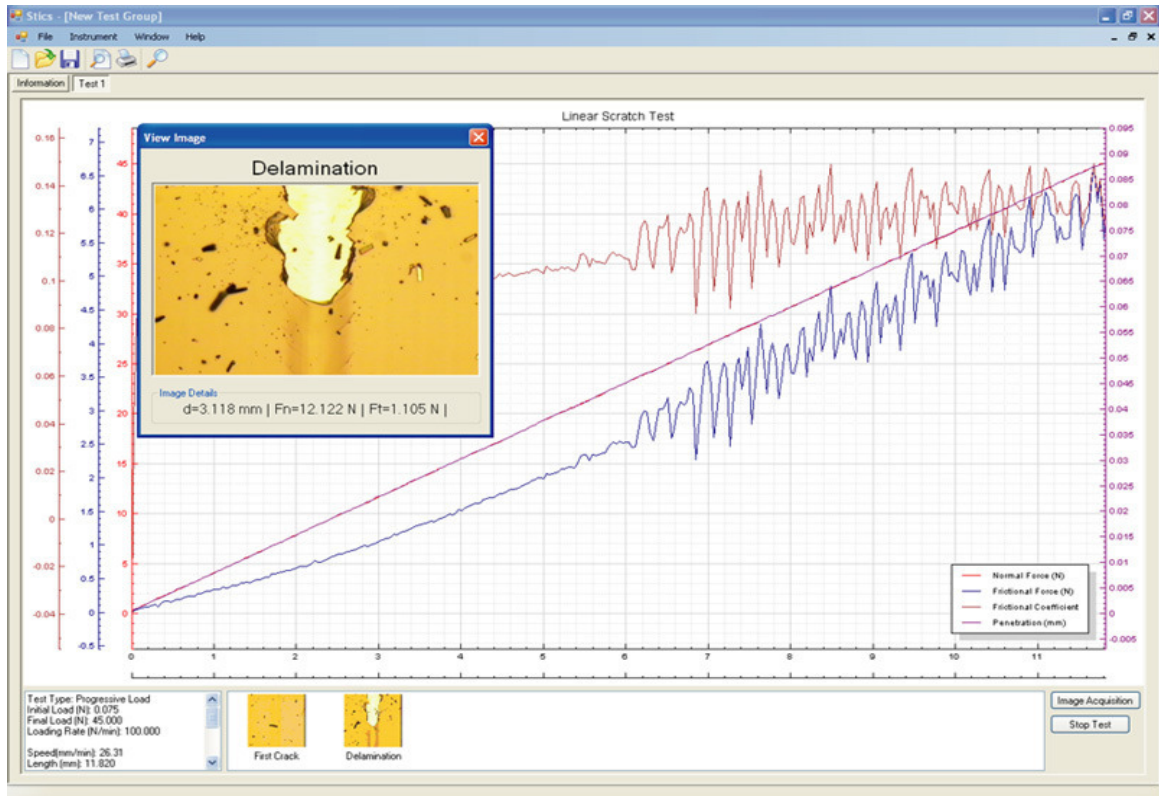 Stics - [New Test Group]
File Instrument Window Help
Information Test 1
Linear Scratch Test
0.16
0.14
0.12
0.1
0.08
0.06
0.04
0.02
0
-0.02
-0.04
7
6.5
6
5.5
5
4.5
4
3.5
3
2.5
2
1.5
1
0.5
0
-0.5
45
40
35
30
25
20
15
10
5
0
View Image
Delamination
Image Details
d=3.118 mm | Fn=12.122 N | Ft=1.105 N |
0.095
0.09
0.085
0.08
0.075
0.07
0.065
0.06
0.055
0.05
0.045
0.04
0.035
0.03
0.025
0.02
0.015
0.01
0.005
0
-0.005
Normal Force (N)
Frictional Force (N)
Frictional Coefficient
Penetration (mm)
0 1 2 3 4 5 6 7 8 9 10 11
Test Type: Progressive Load
Initial Load (N): 0.075
Final Load (N): 45.000
Loading Rate (N/min): 100.000
Speed(mm/min): 26.31
Length (mm): 11.820
First Crack Delamination
Image Acquisition
Stop Test